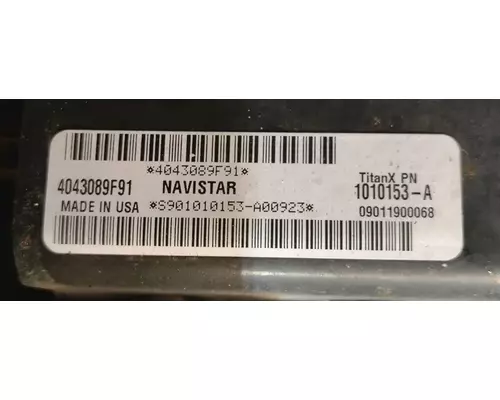 *4043089F91*
4043089F91 NAVISTAR
TitanX PN
1010153-A
MADE IN USA *S901010153-A00923*
09011900068